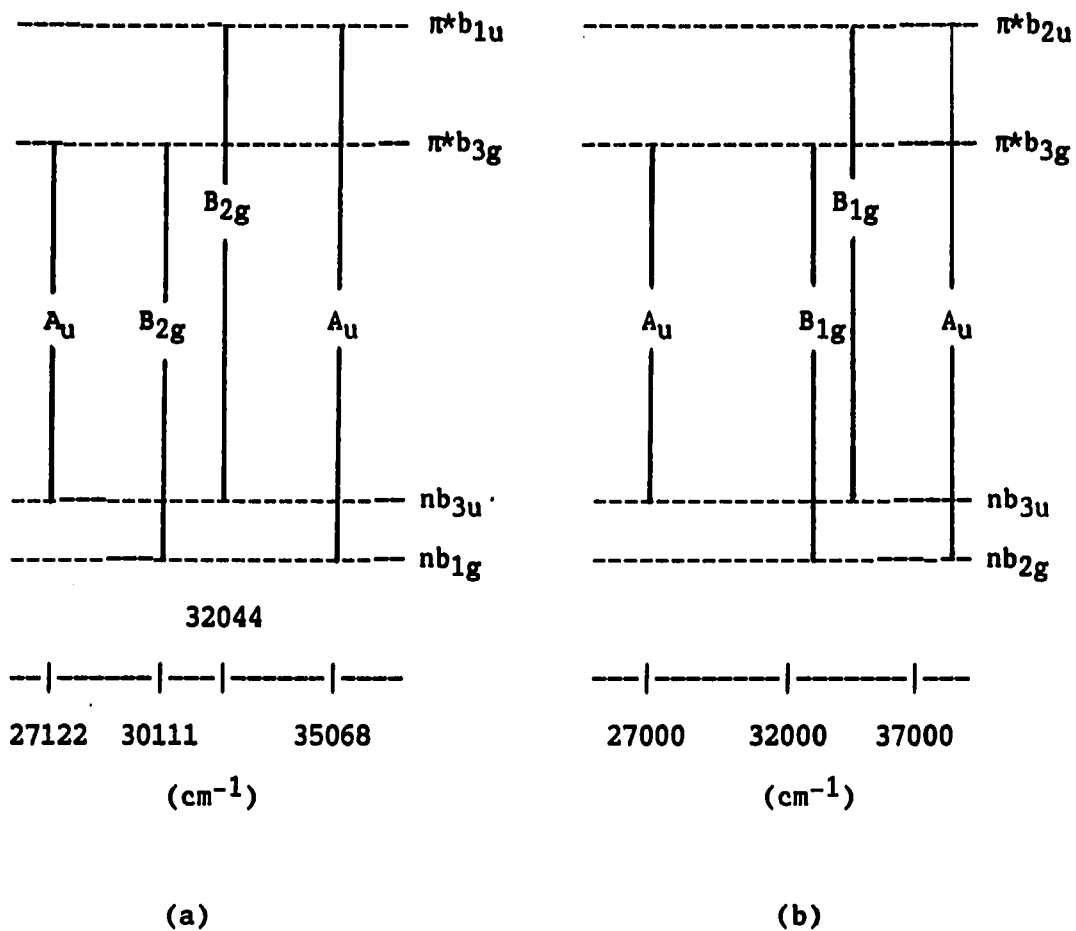 π*b1u
π*b3g
B2g
Au
B2g
Au
nb3u
nb1g
32044
27122 30111 35068
(cm-1)
(a)
π*b2u
π*b3g
B1g
Au
B1g
Au
nb3u
nb2g
27000 32000 37000
(cm-1)
(b)